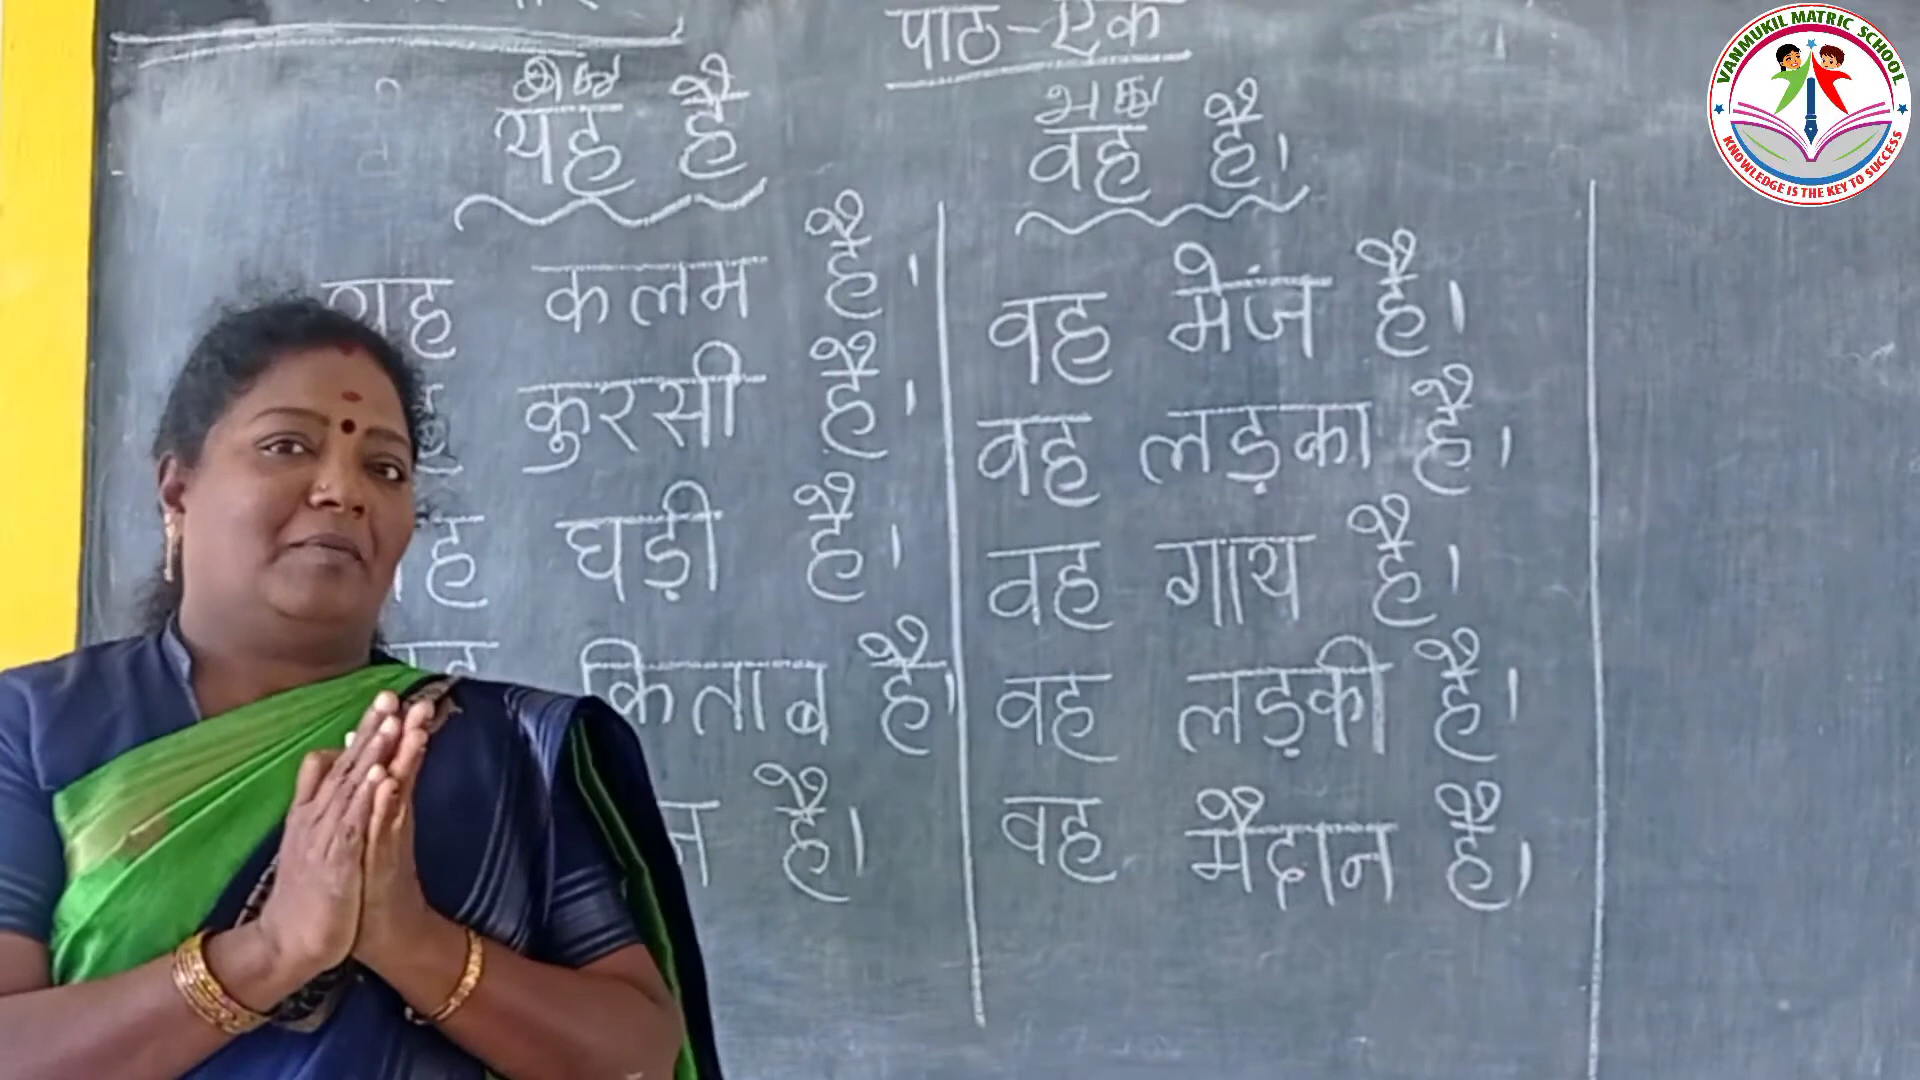 पाठ-एक
यह है
वह है।
यह कलम है।
कुरसी है।
घड़ी है।
किताब है।
है।
वह मेंज है।
वह लड़का है।
वह गाय है।
वह लड़की है।
वह मैदान है।
VANMUKIL MATRIC SCHOOL
KNOWLEDGE IS THE KEY TO SUCCESS